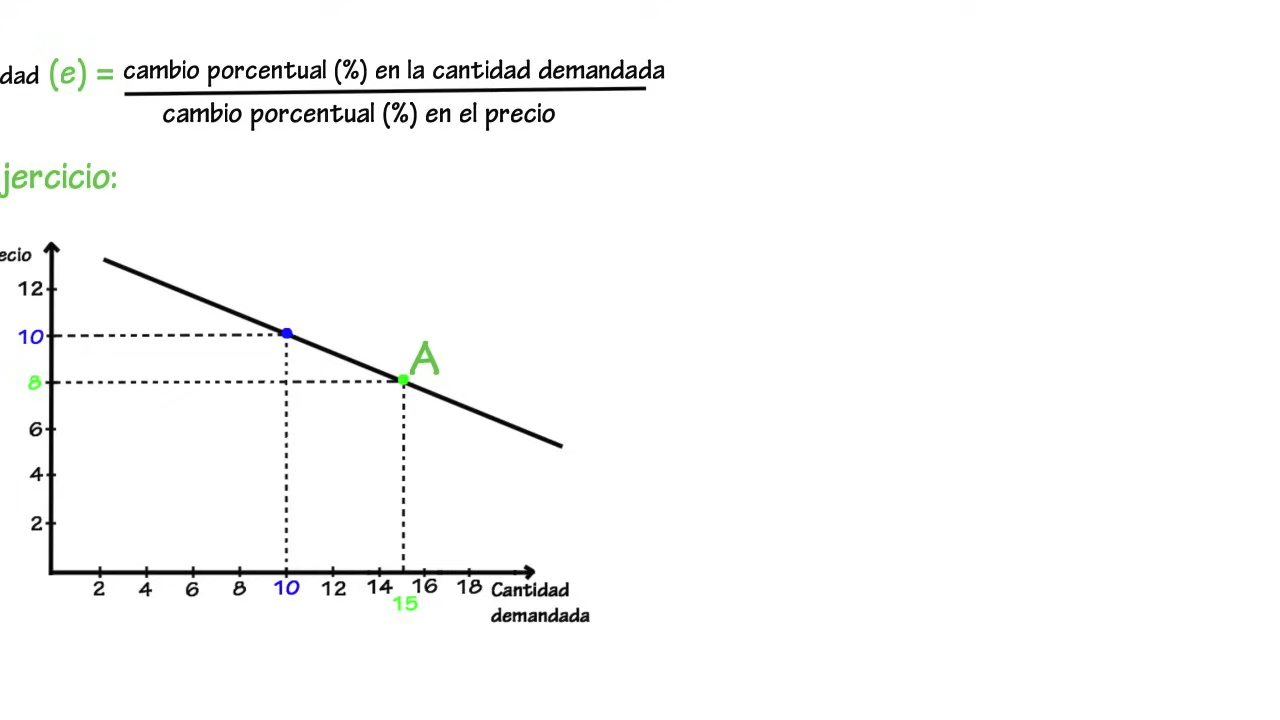 dad (e) = cambio porcentual (%) en la cantidad demandada
cambio porcentual (%) en el precio
jercicio:
ecio
12
10
8
6
4
2
A
2 4 6 8 10 12 14 16 18 Cantidad
15
demandada